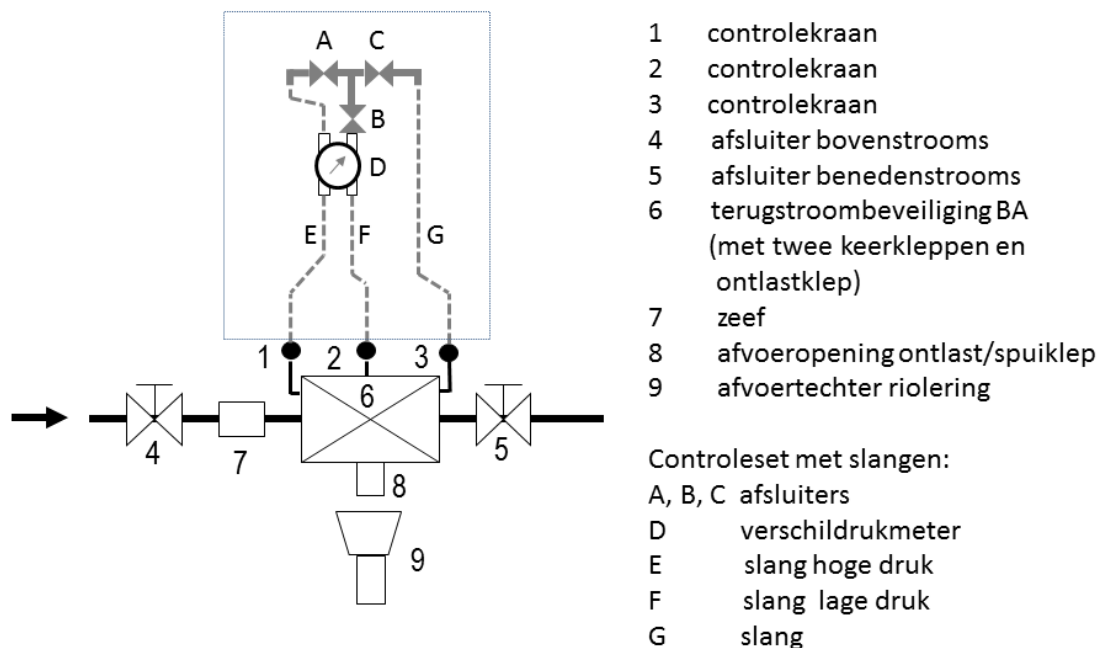 A C
B
D
E F G
1 2 3
6
4 7 5
8
9
1 controlekraan
2 controlekraan
3 controlekraan
4 afsluiter bovenstrooms
5 afsluiter benedenstrooms
6 terugstroombeveiliging BA
(met twee keerkleppen en
ontlastklep)
7 zeef
8 afvoeropening ontlast/spuiklep
9 afvoertechter riolering
Controleset met slangen:
A, B, C afsluiters
D verschildrukmeter
E slang hoge druk
F slang lage druk
G slang